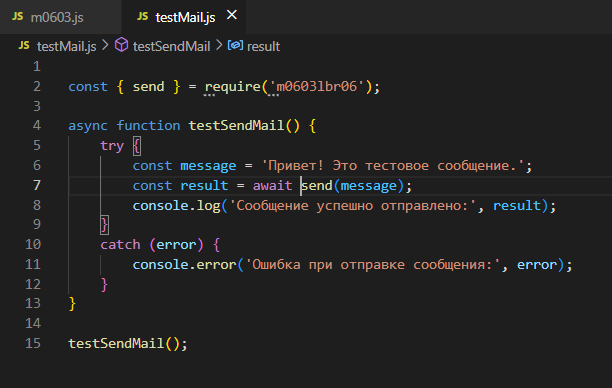 JS m0603.js JS testMail.js ×
JS testMail.js > testSendMail > result
1
2 const { send } = require('m0603lbr06');
3
4 async function testSendMail() {
5 try {
6 const message = 'Привет! Это тестовое сообщение.';
7 const result = await send(message);
8 console.log('Сообщение успешно отправлено:', result);
9 }
10 catch (error) {
11 console.error('Ошибка при отправке сообщения:', error);
12 }
13 }
14
15 testSendMail();